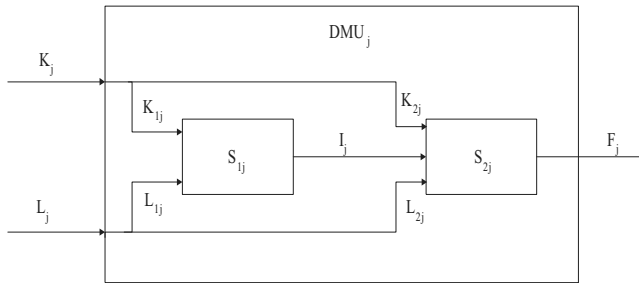 DMU_j
K_j
K_1j
K_2j
S_1j
I_j
S_2j
F_j
L_1j
L_j
L_2j